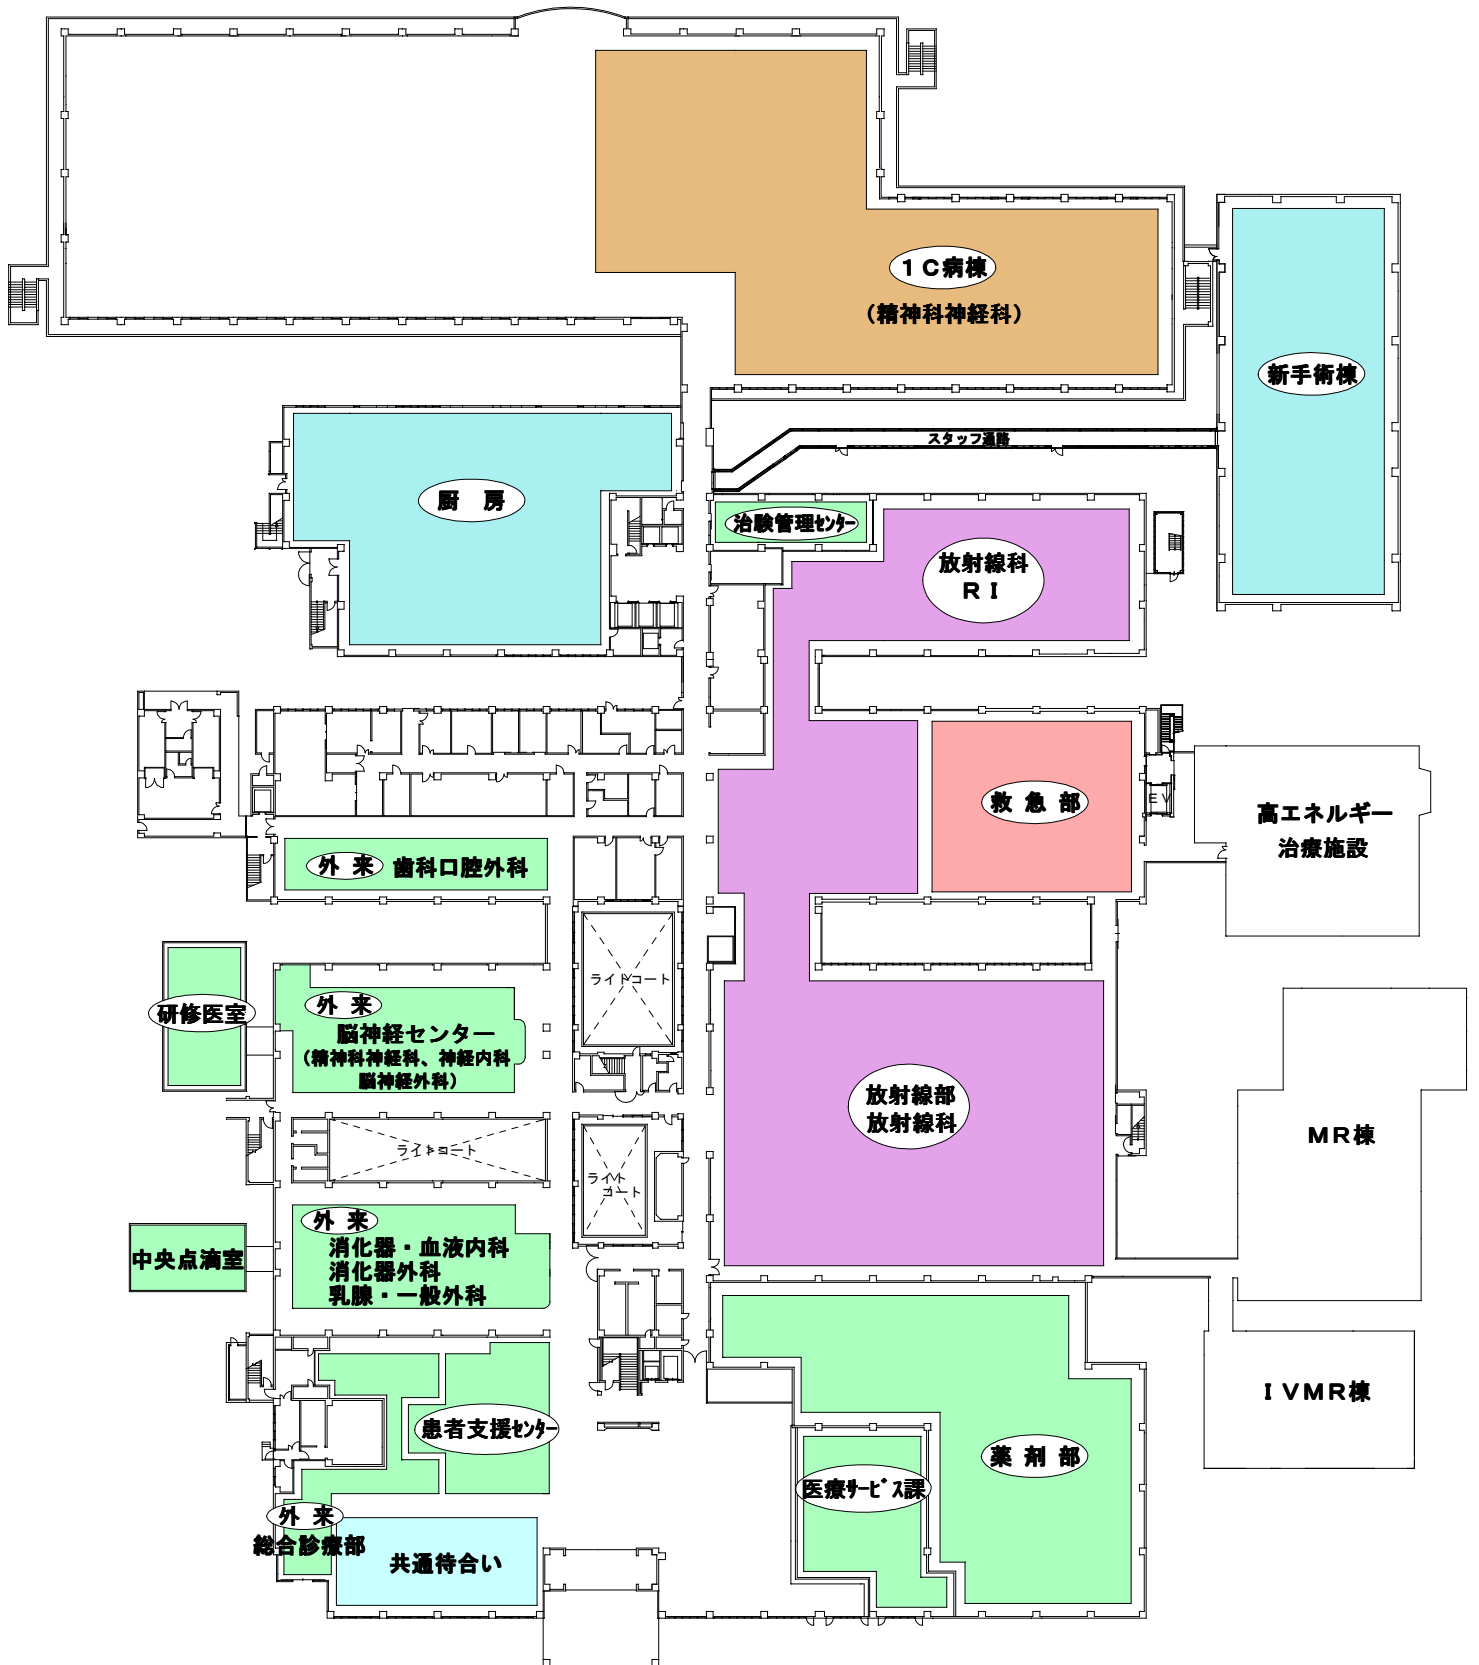 １Ｃ病棟
（精神科神経科）
新手術棟
スタッフ通路
厨　房
治験管理ｾﾝﾀｰ
放射線科
ＲＩ
救 急 部
ＥＶ
高エネルギー
治療施設
外 来 歯科口腔外科
ライトコート
研修医室
外 来
脳神経センター
（精神科神経科、神経内科
脳神経外科）
放射線部
放射線科
ＭＲ棟
ライトコート
ライト
コート
外 来
消化器・血液内科
消化器外科
乳腺・一般外科
中央点滴室
ＩＶＭＲ棟
患者支援ｾﾝﾀｰ
薬 剤 部
医療ｻｰﾋﾞｽ課
外 来
総合診療部
共通待合い